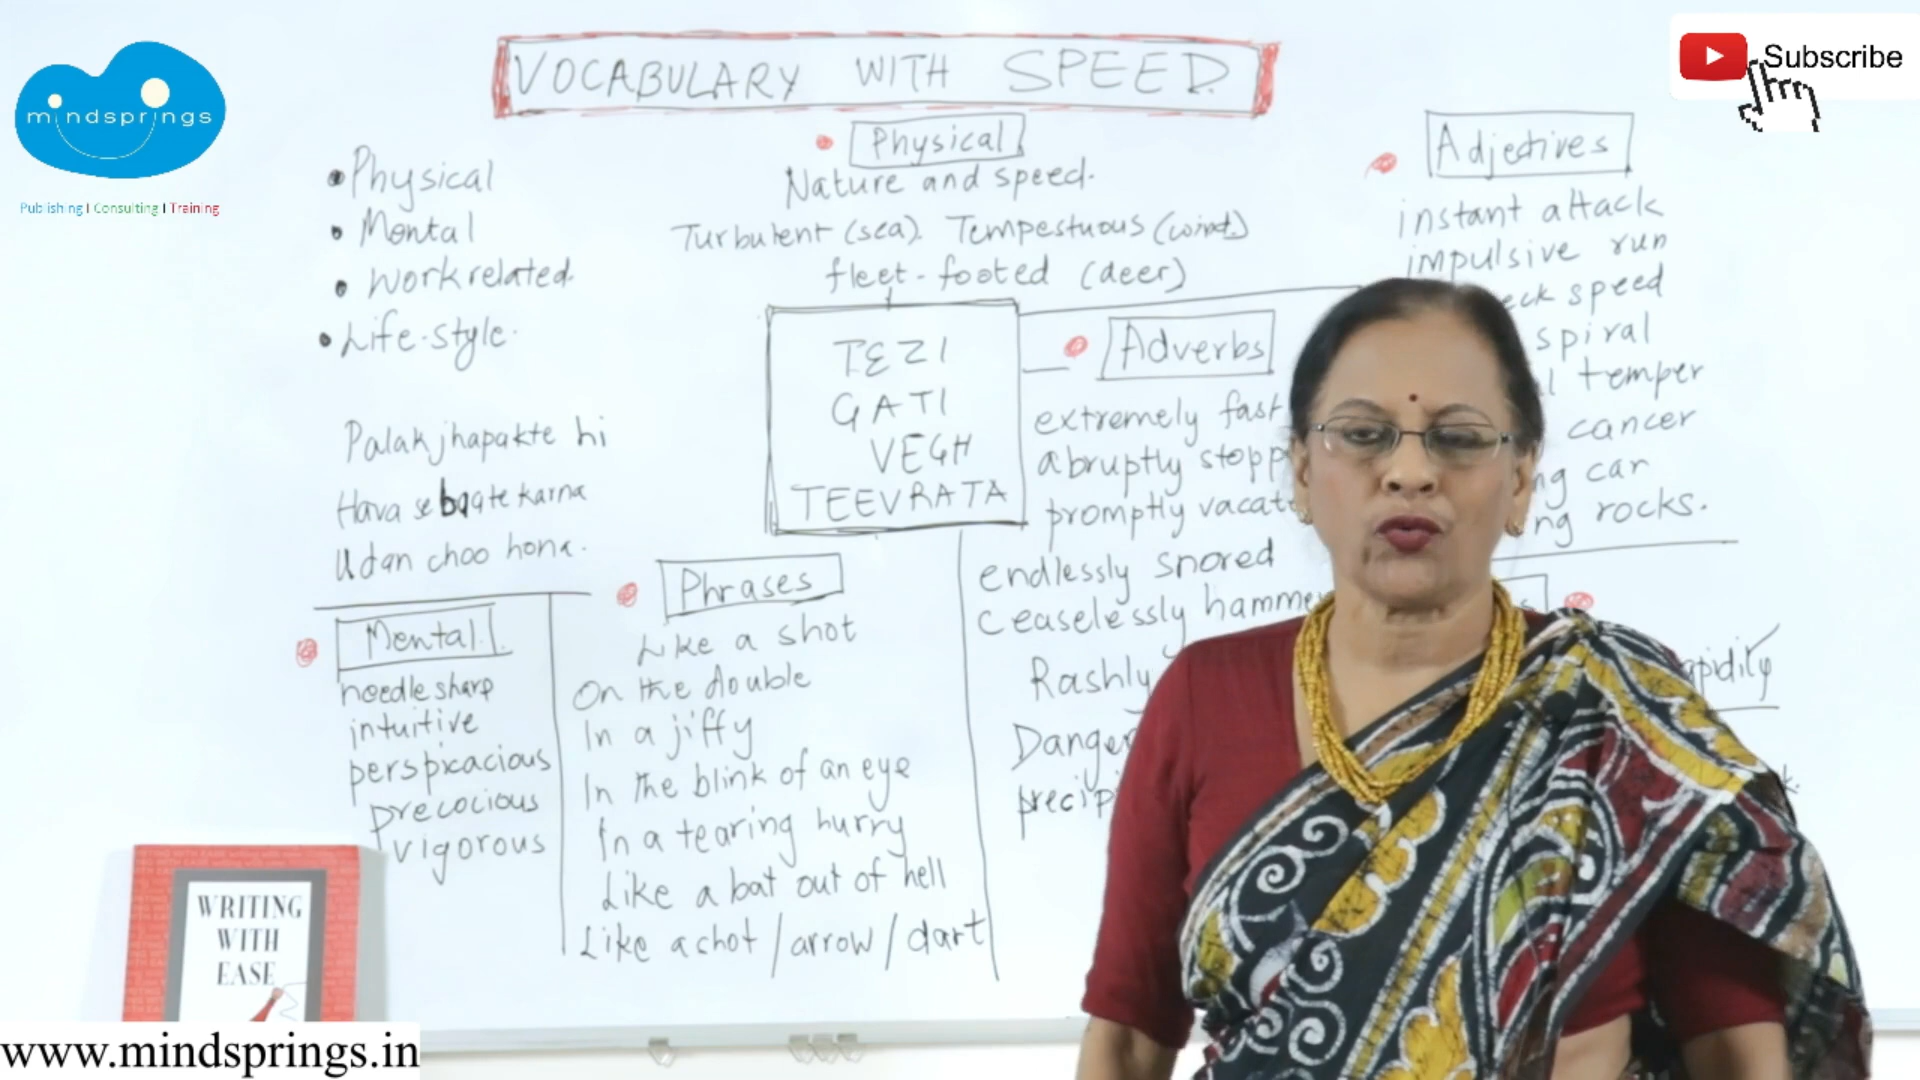 mindsprings
Publishing | Consulting | Training
VOCABULARY WITH SPEED
Subscribe
• Physical
• Mental
• Work related
• Life-style
Palak jhapakte hi
Hava se baate karna
Udan choo hona.
Mental
needle sharp
intuitive
perspicacious
precocious
vigorous
Physical
Nature and speed.
Turbulent (sea). Tempestuous (wind)
fleet-footed (deer)
TEZI
GATI
VEGH
TEEVRATA
Phrases
Like a shot
On the double
In a jiffy
In the blink of an eye
In a tearing hurry
Like a bat out of hell
Like a shot / arrow / dart
Adverbs
extremely fast
abruptly
promptly
endlessly snored
ceaselessly
Rashly
Adjectives
instant attack
impulsive run
speed
spiral
temper
cancer
car
rocks.
WRITING
WITH
EASE
www.mindsprings.in